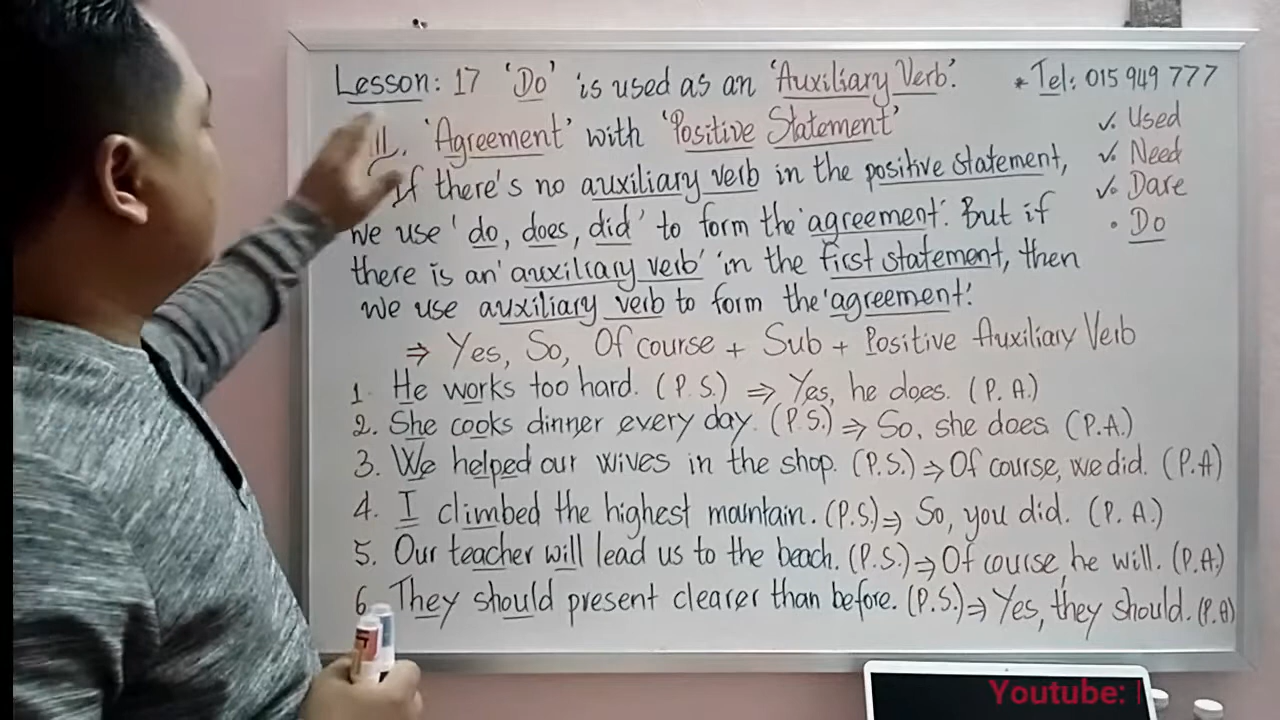 Lesson: 17 'Do' is used as an 'Auxiliary Verb'.
* Tel: 015 949 777
✓. Used
✓. Need
✓. Dare
• Do
11. 'Agreement' with 'Positive Statement'
If there's no auxiliary verb in the positive statement,
we use 'do, does, did' to form the 'agreement'. But if
there is an 'auxiliary verb' in the first statement, then
we use auxiliary verb to form the 'agreement'.
⇒ Yes, So, Of course + Sub + Positive Auxiliary Verb
1. He works too hard. (P.S.) ⇒ Yes, he does. (P.A.)
2. She cooks dinner every day. (P.S.) ⇒ So, she does (P.A.)
3. We helped our wives in the shop. (P.S.) ⇒ Of course, we did. (P.A)
4. I climbed the highest mountain. (P.S.) ⇒ So, you did. (P.A.)
5. Our teacher will lead us to the beach. (P.S.) ⇒ Of course, he will. (P.A.)
6. They should present clearer than before. (P.S.) ⇒ Yes, they should. (P.A)
Youtube: